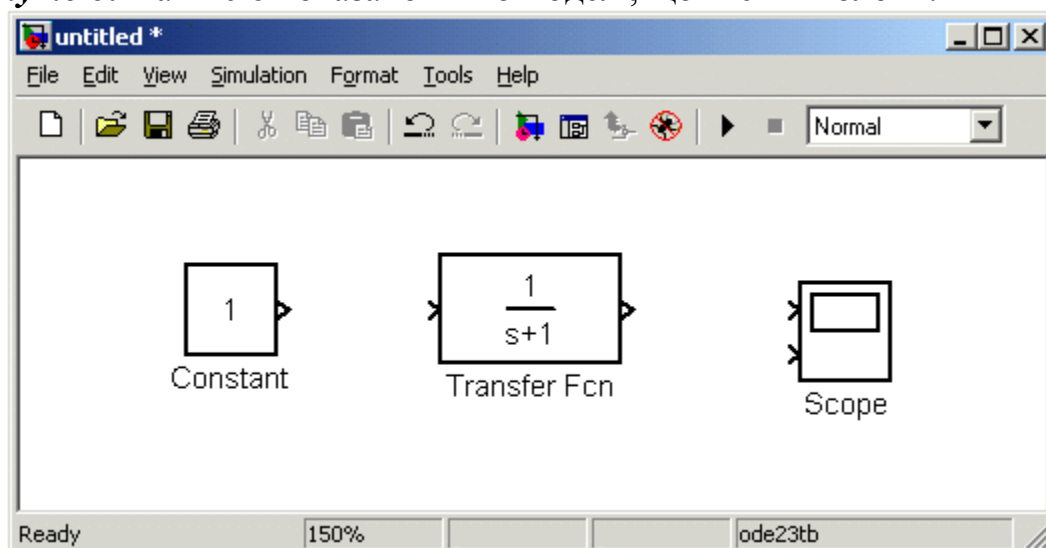 untitled *
File Edit View Simulation Format Tools Help
Normal
1
Constant
1
s+1
Transfer Fcn
Scope
Ready 150% ode23tb